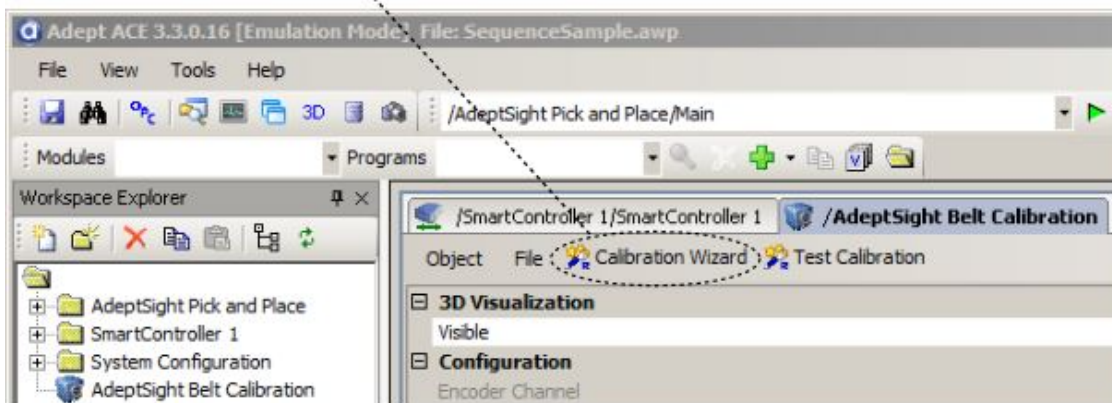 Adept ACE 3.3.0.16 [Emulation Mode] File: SequenceSample.awp
File View Tools Help
3D /AdeptSight Pick and Place/Main
Modules Programs
Workspace Explorer
/SmartController 1/SmartController 1 /AdeptSight Belt Calibration
Object File Calibration Wizard Test Calibration
3D Visualization
AdeptSight Pick and Place
Visible
SmartController 1
Configuration
System Configuration
Encoder Channel
AdeptSight Belt Calibration